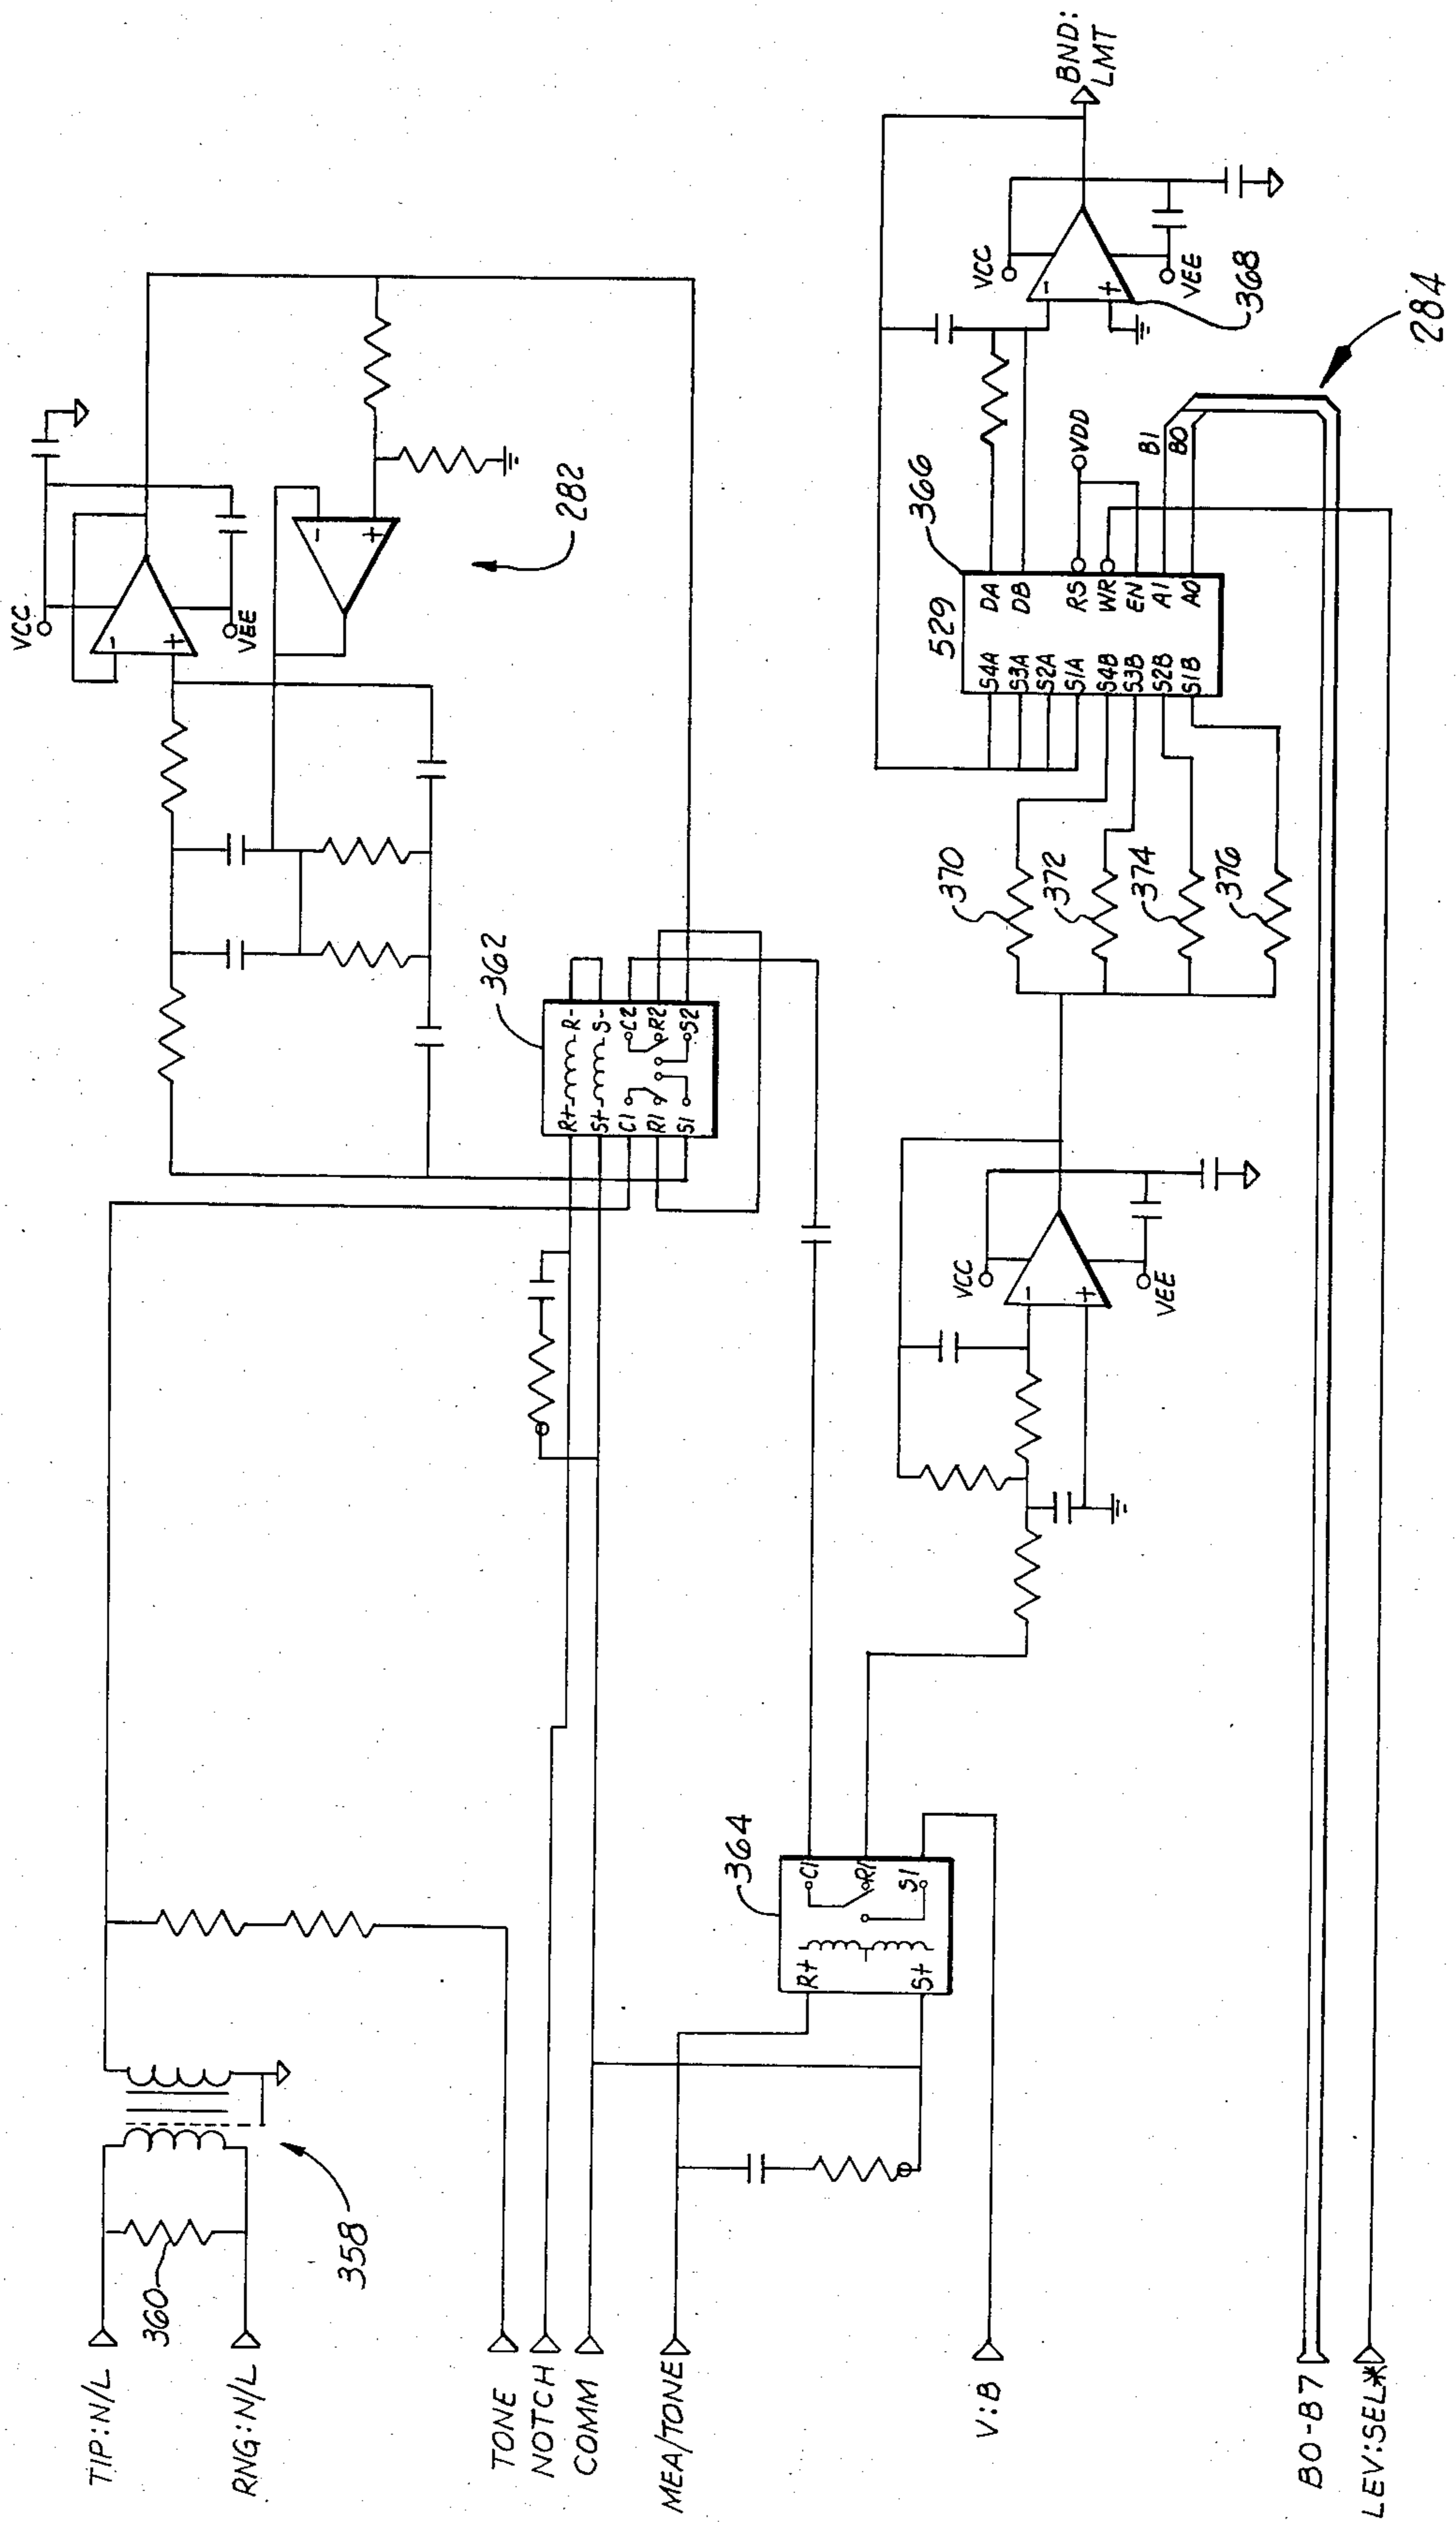 TIP:N/L
RNG:N/L
360
358
TONE
NOTCH
COMM
MEA/TONE
V:B
B0-B7
LEV:SEL*
364
R+
S+
C1
R1
S1
362
R+ R-
S+ S-
C1 C2
R1 R2
S1 S2
VCC
-
+
VEE
-
+
282
VCC
-
+
VEE
370
372
374
376
529
366
S4A
S3A
S2A
S1A
S4B
S3B
S2B
S1B
DA
DB
RS
WR
EN
A1
A0
VDD
B1
B0
VCC
-
+
VEE
368
BND:
LMT
284